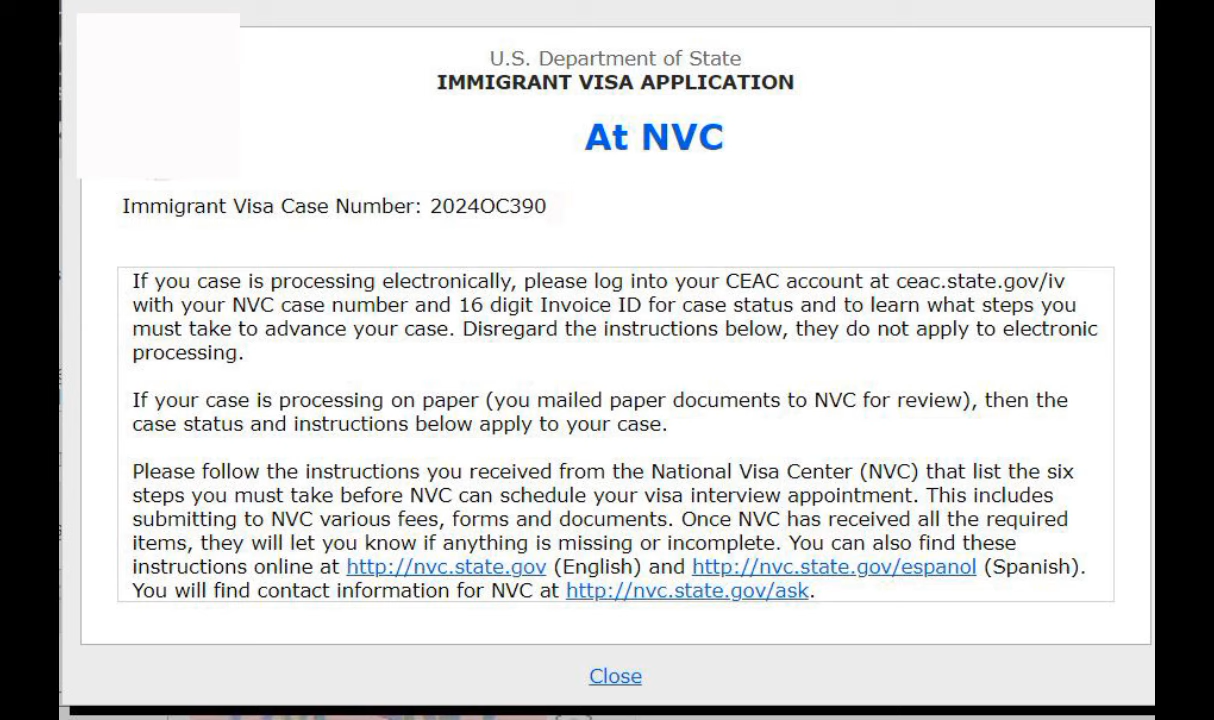 U.S. Department of State
IMMIGRANT VISA APPLICATION
At NVC
Immigrant Visa Case Number: 2024OC390
If you case is processing electronically, please log into your CEAC account at ceac.state.gov/iv
with your NVC case number and 16 digit Invoice ID for case status and to learn what steps you
must take to advance your case. Disregard the instructions below, they do not apply to electronic
processing.
If your case is processing on paper (you mailed paper documents to NVC for review), then the
case status and instructions below apply to your case.
Please follow the instructions you received from the National Visa Center (NVC) that list the six
steps you must take before NVC can schedule your visa interview appointment. This includes
submitting to NVC various fees, forms and documents. Once NVC has received all the required
items, they will let you know if anything is missing or incomplete. You can also find these
instructions online at http://nvc.state.gov (English) and http://nvc.state.gov/espanol (Spanish).
You will find contact information for NVC at http://nvc.state.gov/ask.
Close